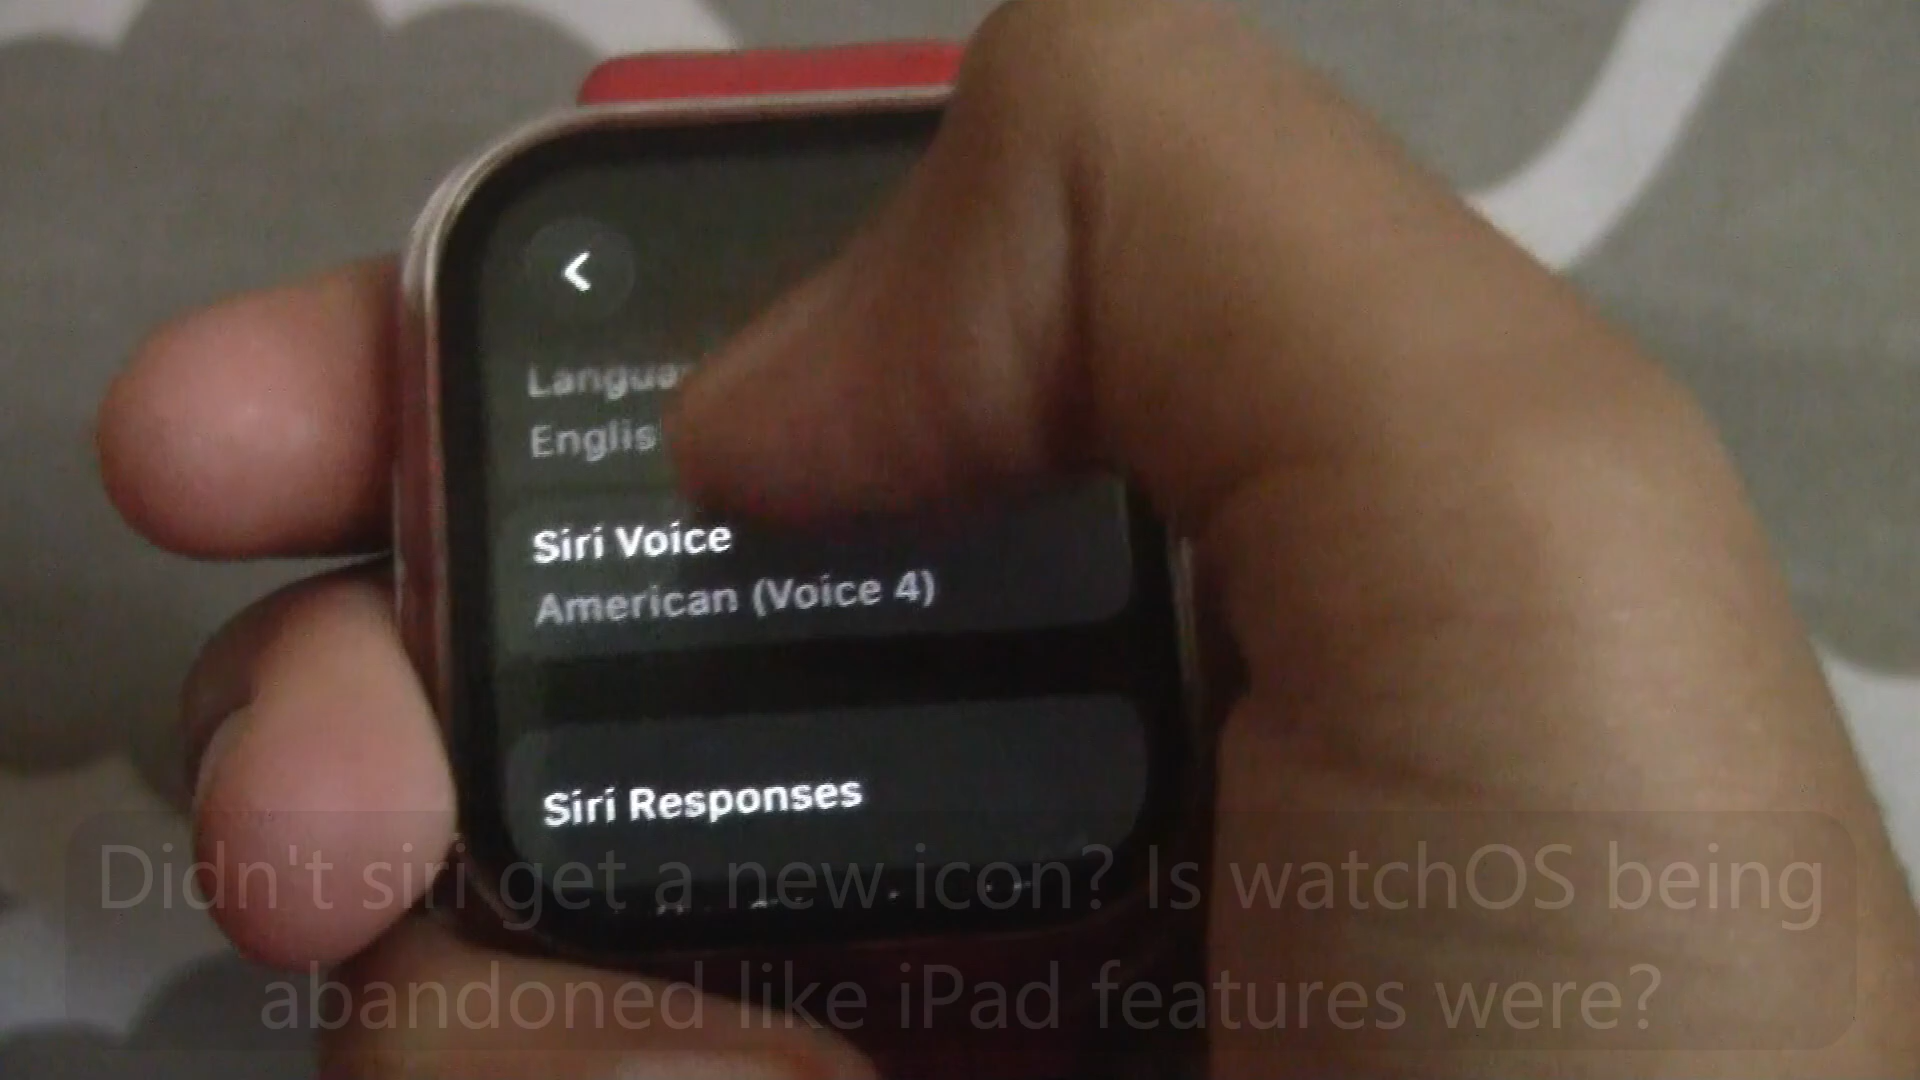 Englis
Siri Voice
American (Voice 4)
Siri Responses
Didn't siri get a new icon? Is watchOS being
abandoned like iPad features were?